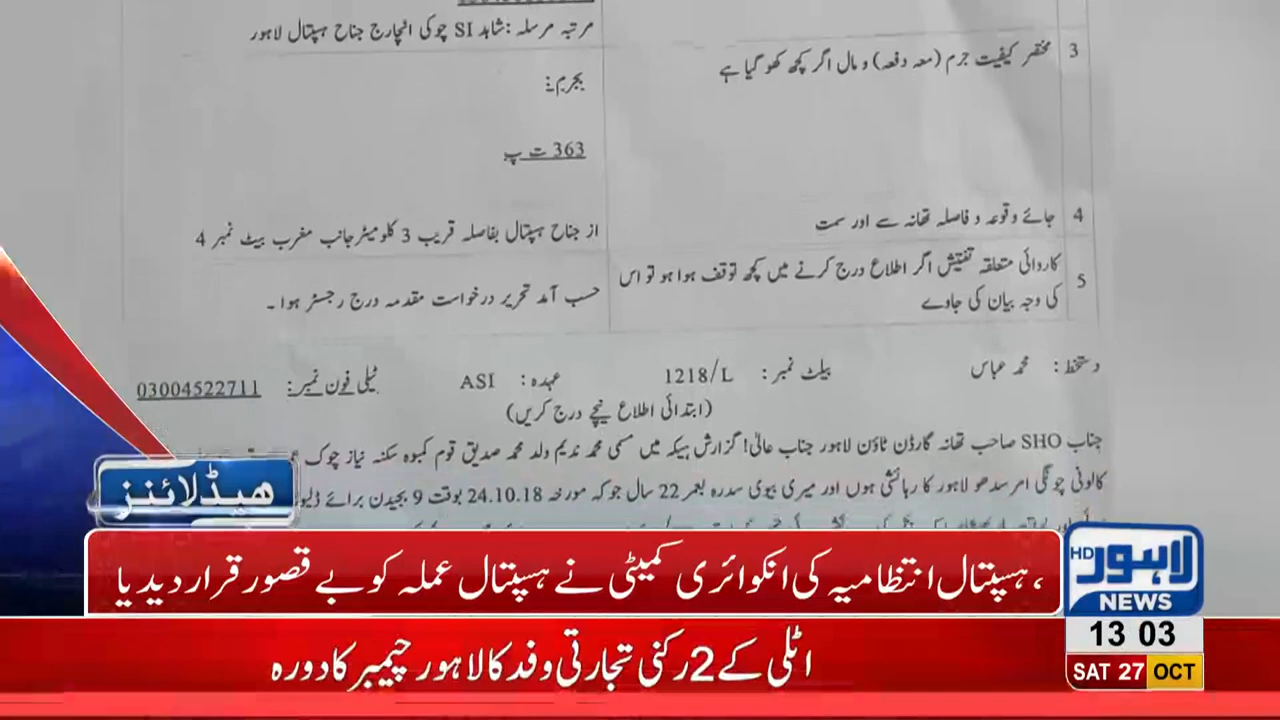 مرتبہ مرسلہ: شاہد SI چوکی انچارج جناح ہسپتال لاہور
3 مختصر کیفیت جرم (معہ دفعہ) و مال اگر کچھ کھو گیا ہے
بجرم:
363 ت پ
4 جائے وقوعہ و فاصلہ تھانہ سے اور سمت
از جناح ہسپتال بفاصلہ قریب 3 کلومیٹر جانب مغرب بیٹ نمبر 4
5 کاروائی متعلقہ تفتیش اگر اطلاع درج کرنے میں کچھ توقف ہوا ہو تو اس
کی وجہ بیان کی جاوے
حسب آمد تحریر درخواست مقدمہ درج رجسٹر ہوا۔
دستخط: محمد عباس بیلٹ نمبر: 1218/L عہدہ: ASI ٹیلی فون نمبر: 03004522711
(ابتدائی اطلاع نیچے درج کریں)
جناب SHO صاحب تھانہ گارڈن ٹاؤن لاہور جناب عالی! گزارش ہیکہ میں مسمی محمد ندیم ولد محمد صدیق قوم کمبوہ سکنہ نیاز چوک
کالونی چونگی امرسدھو لاہور کا رہائشی ہوں اور میری بیوی سدرہ بعمر 22 سال جو کہ مورخہ 24.10.18 بوقت 9 بجیدن برائے
ہیڈلائنز
ہسپتال انتظامیہ کی انکوائری کمیٹی نے ہسپتال عملہ کو بے قصور قرار دیدیا،
اٹلی کے 2 رکنی تجارتی وفد کا لاہور چیمبر کا دورہ
لاہور HD
NEWS
13 03
SAT 27 OCT